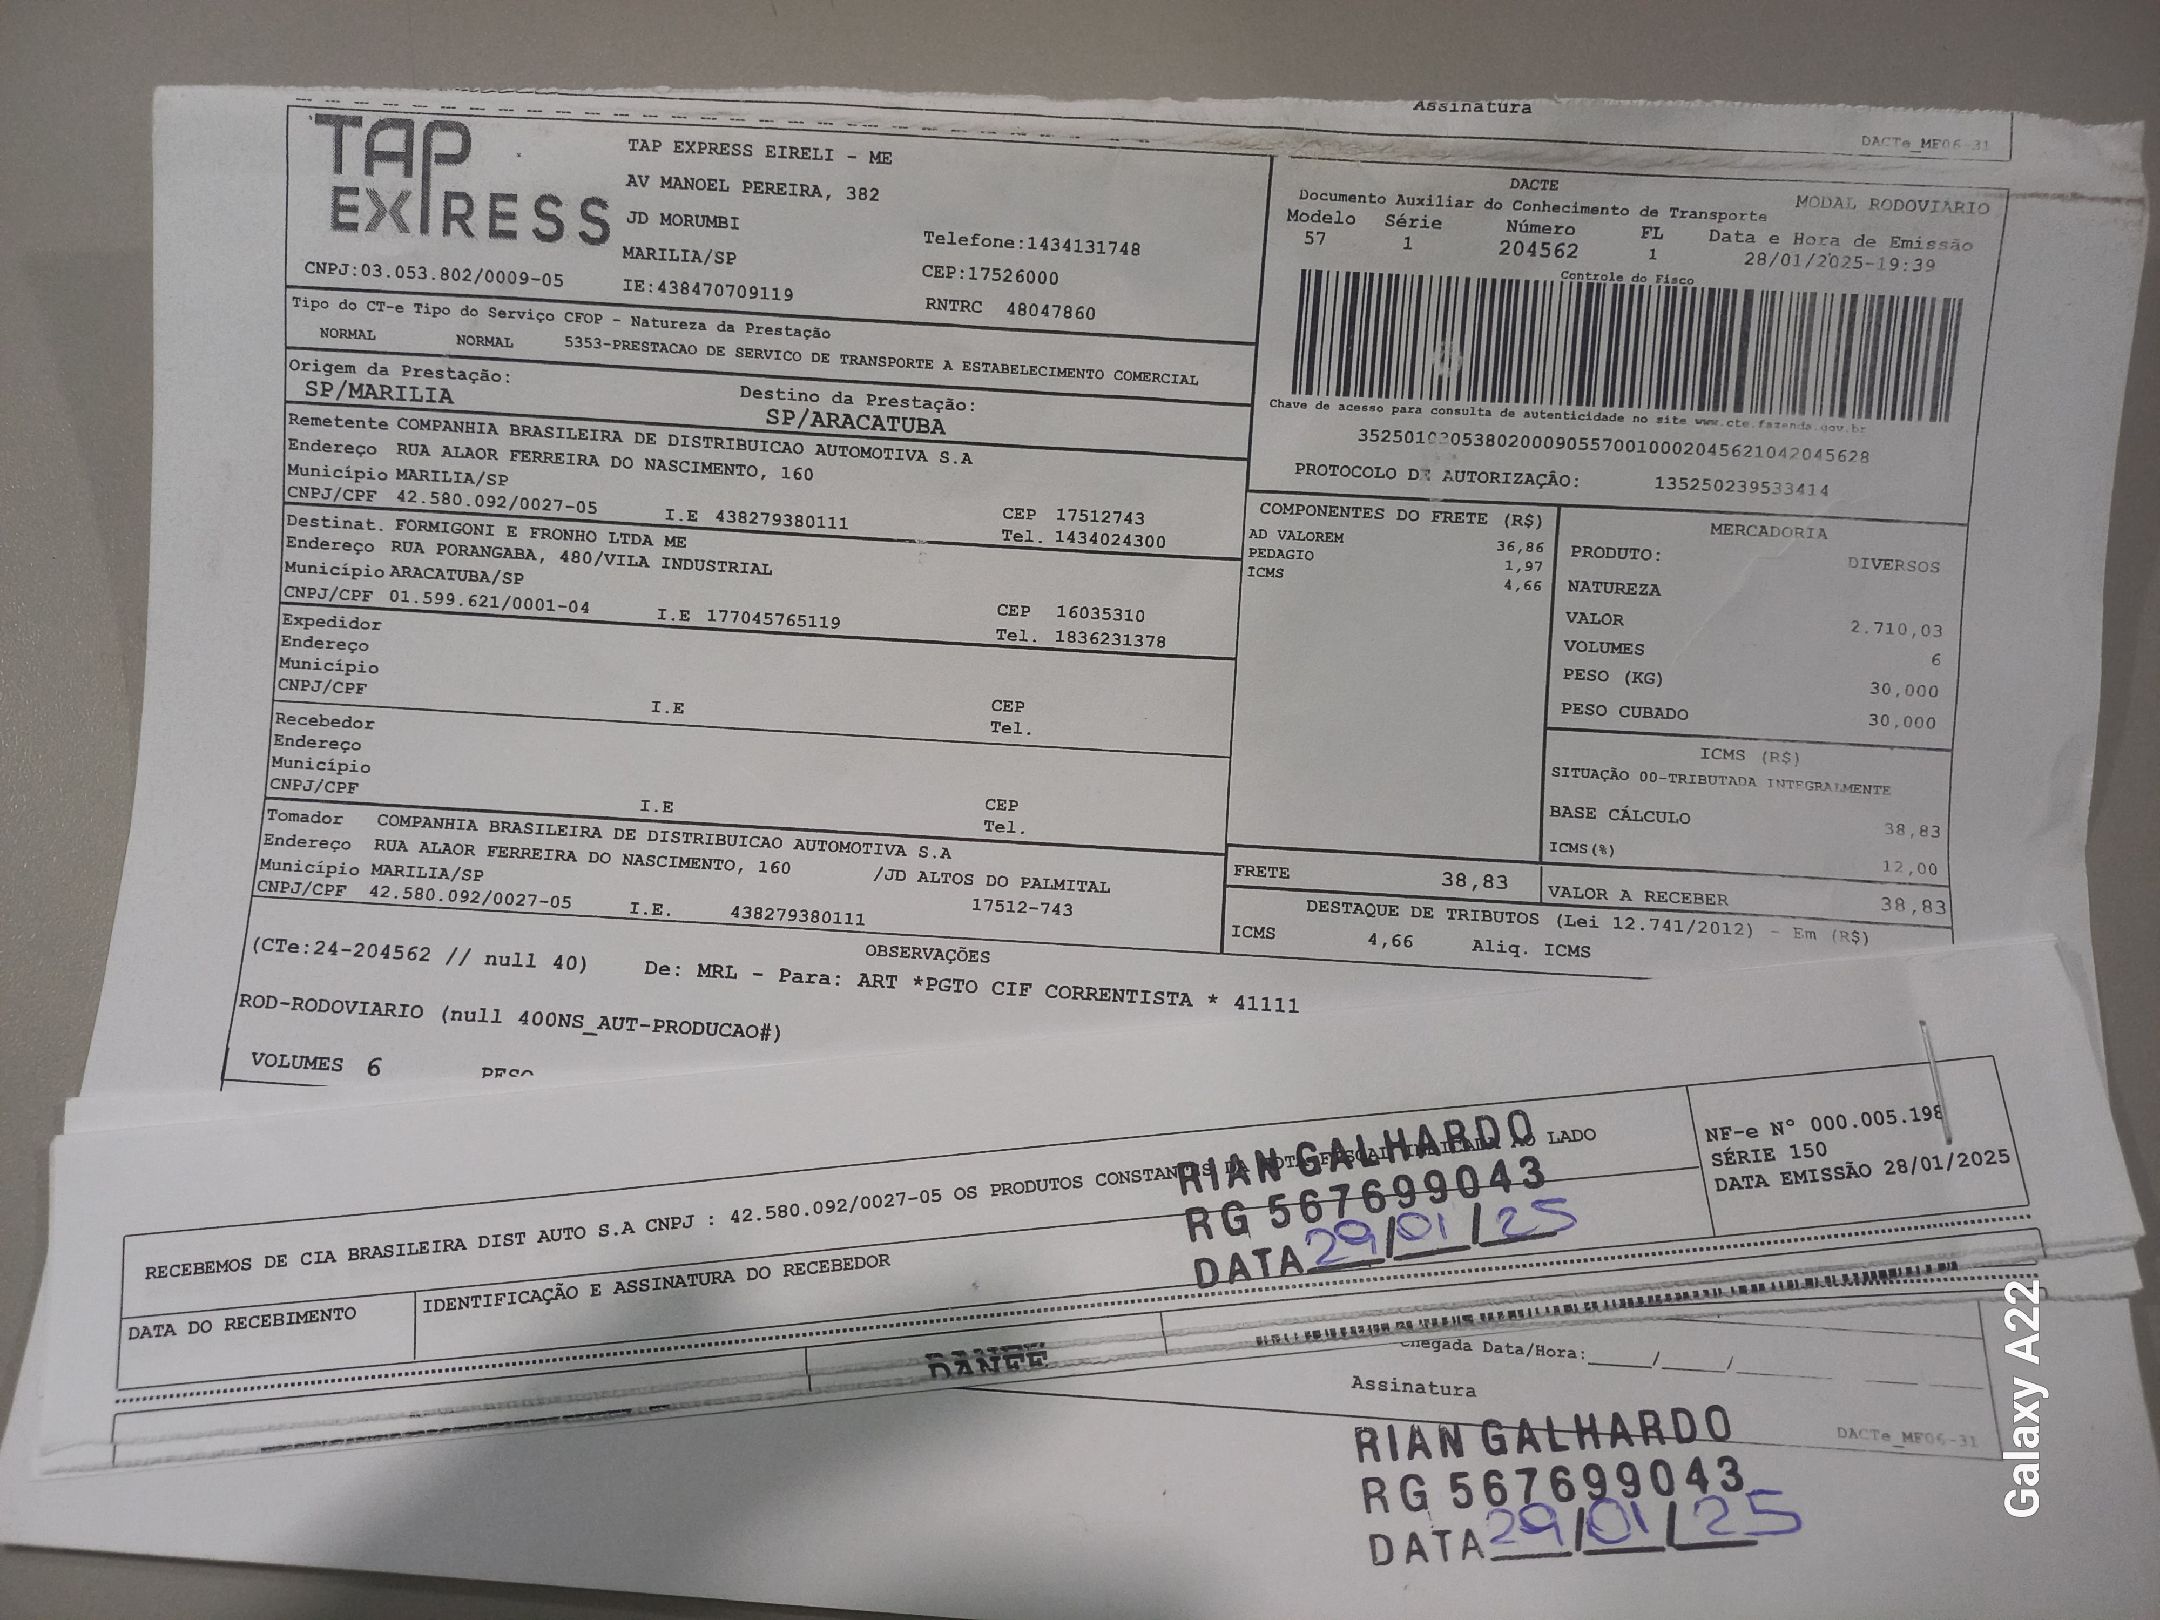 Assinatura
DACTe_MF06-31
TAP EXPRESS
TAP EXPRESS EIRELI - ME
AV MANOEL PEREIRA, 382
JD MORUMBI
MARILIA/SP
Telefone:1434131748
CEP:17526000
CNPJ:03.053.802/0009-05
IE:438470709119
RNTRC 48047860
DACTE
Documento Auxiliar do Conhecimento de Transporte
MODAL RODOVIÁRIO
Modelo Série Número FL Data e Hora de Emissão
57 1 204562 1 28/01/2025-19:39
Controle do Fisco
Chave de acesso para consulta de autenticidade no site www.cte.fazenda.gov.br
PROTOCOLO DE AUTORIZAÇÃO: 135250239533414
Tipo do CT-e Tipo do Serviço CFOP - Natureza da Prestação
NORMAL NORMAL 5353-PRESTACAO DE SERVICO DE TRANSPORTE A ESTABELECIMENTO COMERCIAL
Origem da Prestação: Destino da Prestação:
SP/MARILIA SP/ARACATUBA
Remetente COMPANHIA BRASILEIRA DE DISTRIBUICAO AUTOMOTIVA S.A
Endereço RUA ALAOR FERREIRA DO NASCIMENTO, 160
Município MARILIA/SP CEP 17512743
CNPJ/CPF 42.580.092/0027-05 I.E 438279380111 Tel. 1434024300
Destinat. FORMIGONI E FRONHO LTDA ME
Endereço RUA PORANGABA, 480/VILA INDUSTRIAL
Município ARACATUBA/SP CEP 16035310
CNPJ/CPF 01.599.621/0001-04 I.E 177045765119 Tel. 1836231378
Expedidor
Endereço
Município CEP
CNPJ/CPF I.E Tel.
Recebedor
Endereço
Município CEP
CNPJ/CPF I.E Tel.
Tomador COMPANHIA BRASILEIRA DE DISTRIBUICAO AUTOMOTIVA S.A
Endereço RUA ALAOR FERREIRA DO NASCIMENTO, 160 /JD ALTOS DO PALMITAL
Município MARILIA/SP 17512-743
CNPJ/CPF 42.580.092/0027-05 I.E. 438279380111
COMPONENTES DO FRETE (R$)
AD VALOREM 36,86
PEDAGIO 1,97
ICMS 4,66
MERCADORIA
PRODUTO: DIVERSOS
NATUREZA
VALOR 2.710,03
VOLUMES 6
PESO (KG) 30,000
PESO CUBADO 30,000
ICMS (R$)
SITUAÇÃO 00-TRIBUTADA INTEGRALMENTE
BASE CÁLCULO 38,83
ICMS(%) 12,00
FRETE 38,83
VALOR A RECEBER 38,83
DESTAQUE DE TRIBUTOS (Lei 12.741/2012) - Em (R$)
ICMS 4,66 Aliq. ICMS
OBSERVAÇÕES
(CTe:24-204562 // null 40) De: MRL - Para: ART *PGTO CIF CORRENTISTA * 41111
ROD-RODOVIARIO (null 400NS_AUT-PRODUCAO#)
VOLUMES 6 PESO
RECEBEMOS DE CIA BRASILEIRA DIST AUTO S.A CNPJ : 42.580.092/0027-05 OS PRODUTOS CONSTANTES DA NOTA FISCAL INDICADA AO LADO
NF-e N° 000.005.198
SÉRIE 150
DATA EMISSÃO 28/01/2025
DATA DO RECEBIMENTO
IDENTIFICAÇÃO E ASSINATURA DO RECEBEDOR
RIAN GALHARDO
RG 567699043
DATA 29/01/25
DANFE
Chegada Data/Hora:____/____/
Assinatura
DACTe_MF06-31
RIAN GALHARDO
RG 567699043
DATA 29/01/25
Galaxy A22